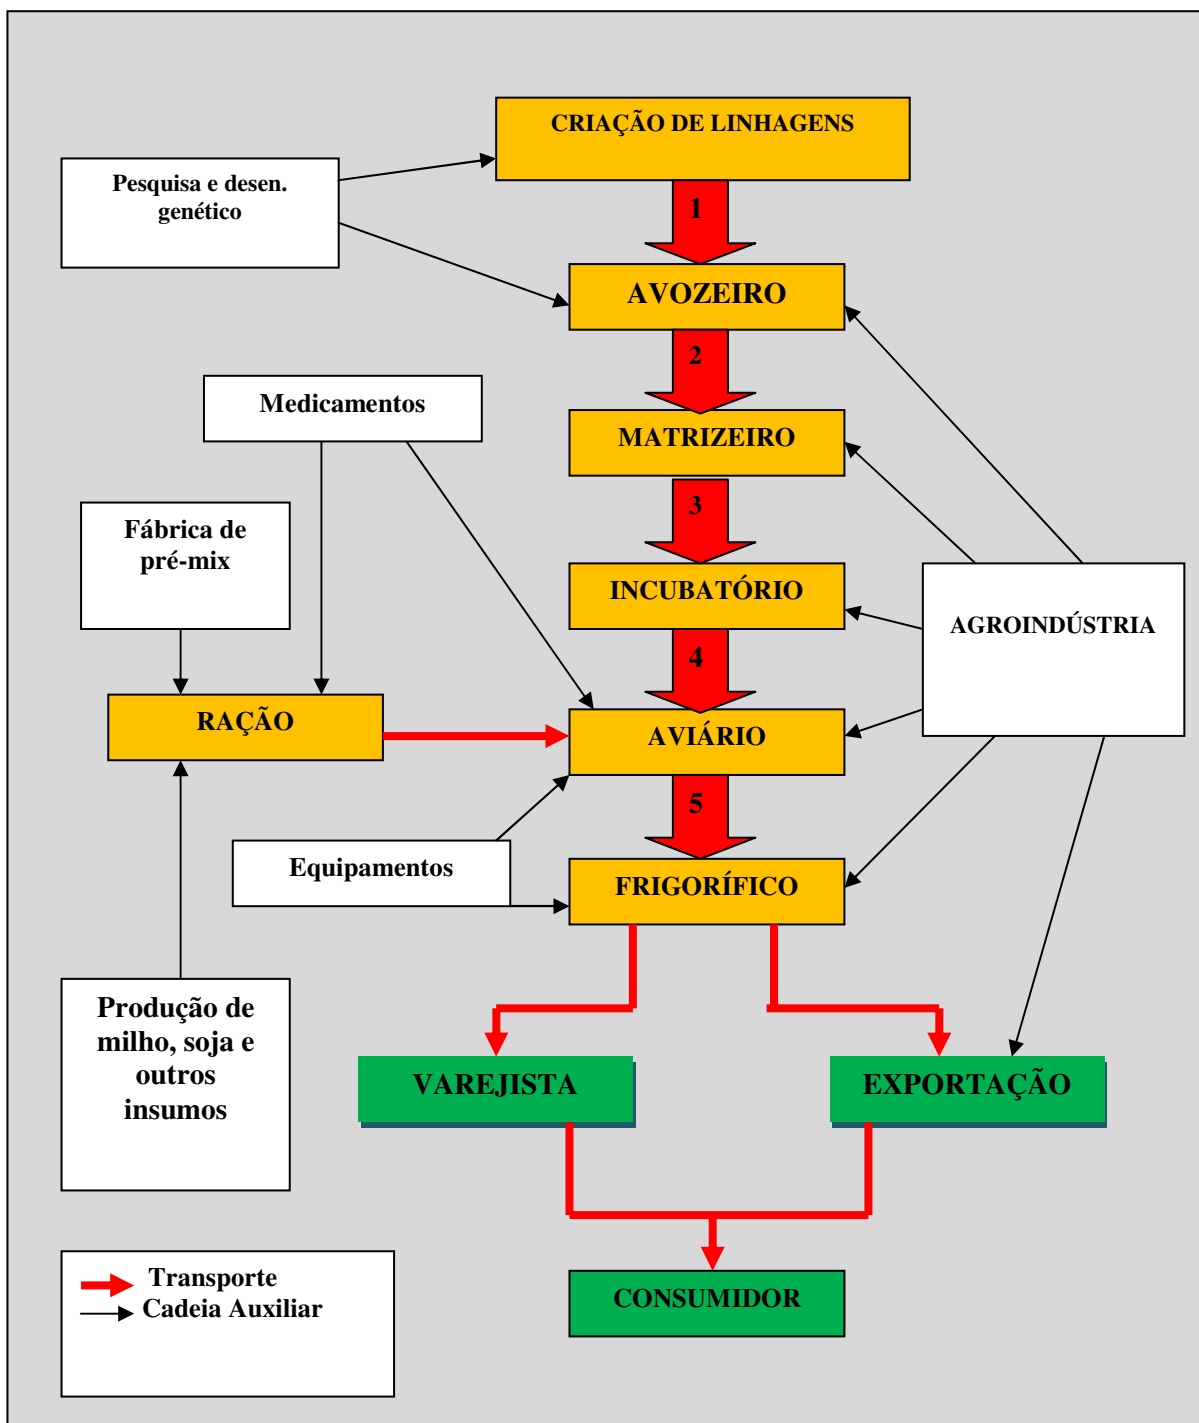 CRIAÇÃO DE LINHAGENS
Pesquisa e desen.
genético
1
AVOZEIRO
2
Medicamentos
MATRIZEIRO
3
Fábrica de
pré-mix
INCUBATÓRIO
AGROINDÚSTRIA
4
RAÇÃO
AVIÁRIO
5
Equipamentos
FRIGORÍFICO
Produção de
milho, soja e
outros
insumos
VAREJISTA
EXPORTAÇÃO
Transporte
Cadeia Auxiliar
CONSUMIDOR